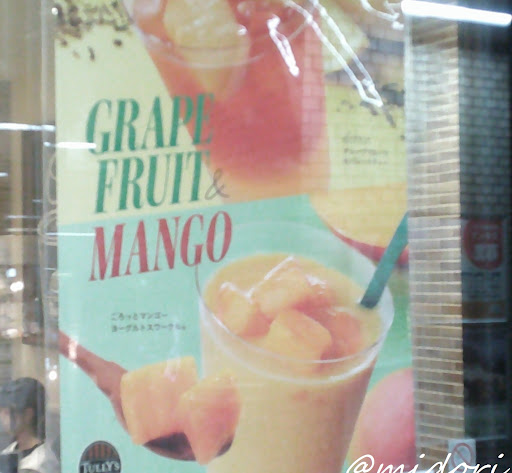 GRAPE
FRUIT &
MANGO
ごろっとマンゴー
ヨーグルトスワークル®
TULLY'S
@midori